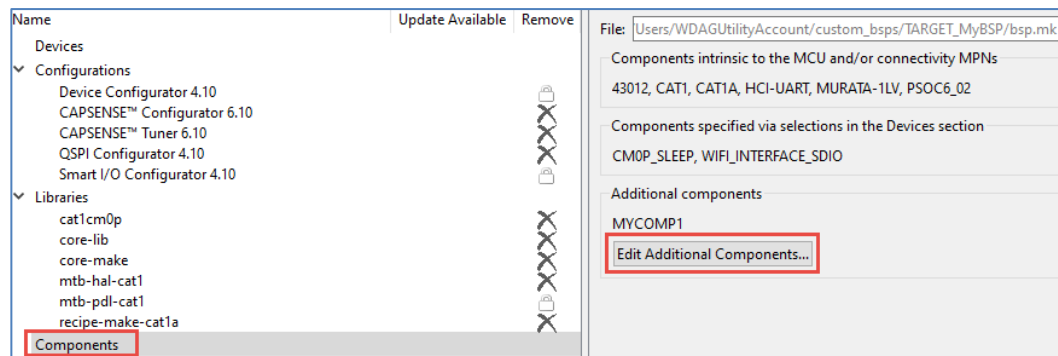 Name Update Available Remove
Devices
Configurations
Device Configurator 4.10
CAPSENSE™ Configurator 6.10
CAPSENSE™ Tuner 6.10
QSPI Configurator 4.10
Smart I/O Configurator 4.10
Libraries
cat1cm0p
core-lib
core-make
mtb-hal-cat1
mtb-pdl-cat1
recipe-make-cat1a
Components
File: /Users/WDAGUtilityAccount/custom_bsps/TARGET_MyBSP/bsp.mk
Components intrinsic to the MCU and/or connectivity MPNs
43012, CAT1, CAT1A, HCI-UART, MURATA-1LV, PSOC6_02
Components specified via selections in the Devices section
CM0P_SLEEP, WIFI_INTERFACE_SDIO
Additional components
MYCOMP1
Edit Additional Components...